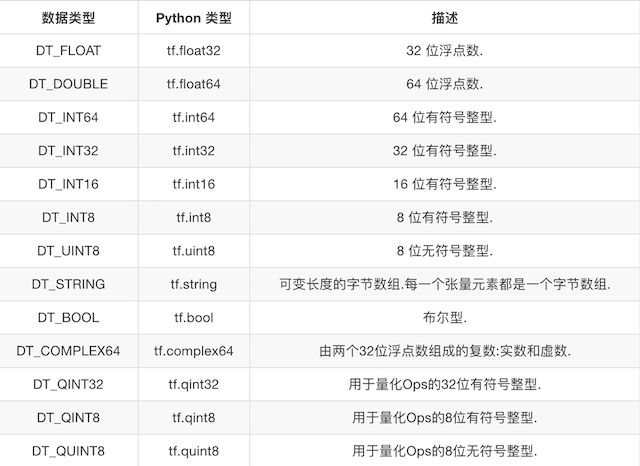 数据类型 Python 类型 描述
DT_FLOAT tf.float32 32 位浮点数.
DT_DOUBLE tf.float64 64 位浮点数.
DT_INT64 tf.int64 64 位有符号整型.
DT_INT32 tf.int32 32 位有符号整型.
DT_INT16 tf.int16 16 位有符号整型.
DT_INT8 tf.int8 8 位有符号整型.
DT_UINT8 tf.uint8 8 位无符号整型.
DT_STRING tf.string 可变长度的字节数组.每一个张量元素都是一个字节数组.
DT_BOOL tf.bool 布尔型.
DT_COMPLEX64 tf.complex64 由两个32位浮点数组成的复数:实数和虚数.
DT_QINT32 tf.qint32 用于量化Ops的32位有符号整型.
DT_QINT8 tf.qint8 用于量化Ops的8位有符号整型.
DT_QUINT8 tf.quint8 用于量化Ops的8位无符号整型.